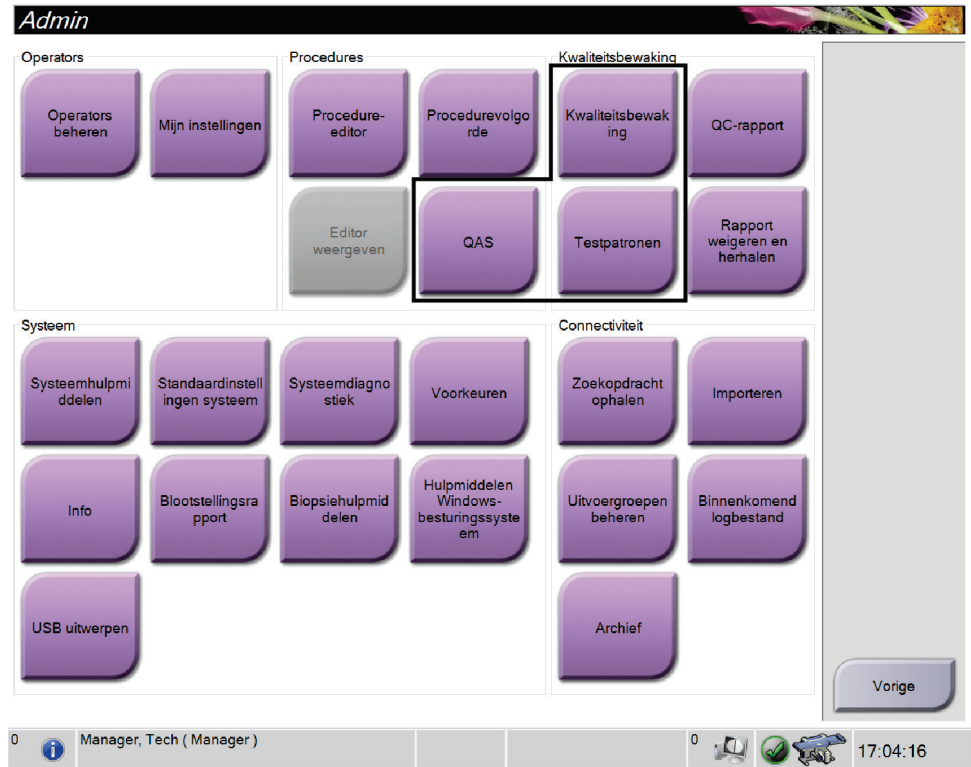 Admin
Operators
Operators
beheren
Mijn instellingen
Procedures
Procedure-
editor
Procedurevolgo
rde
Editor
weergeven
QAS
Kwaliteitsbewaking
Kwaliteitsbewak
ing
QC-rapport
Testpatronen
Rapport
weigeren en
herhalen
Systeem
Systeemhulpmi
ddelen
Standaardinstell
ingen systeem
Systeemdiagno
stiek
Voorkeuren
Info
Blootstellingsra
pport
Biopsiehulpmid
delen
Hulpmiddelen
Windows-
besturingssyste
em
USB uitwerpen
Connectiviteit
Zoekopdracht
ophalen
Importeren
Uitvoergroepen
beheren
Binnenkomend
logbestand
Archief
Vorige
0
Manager, Tech ( Manager )
0
17:04:16